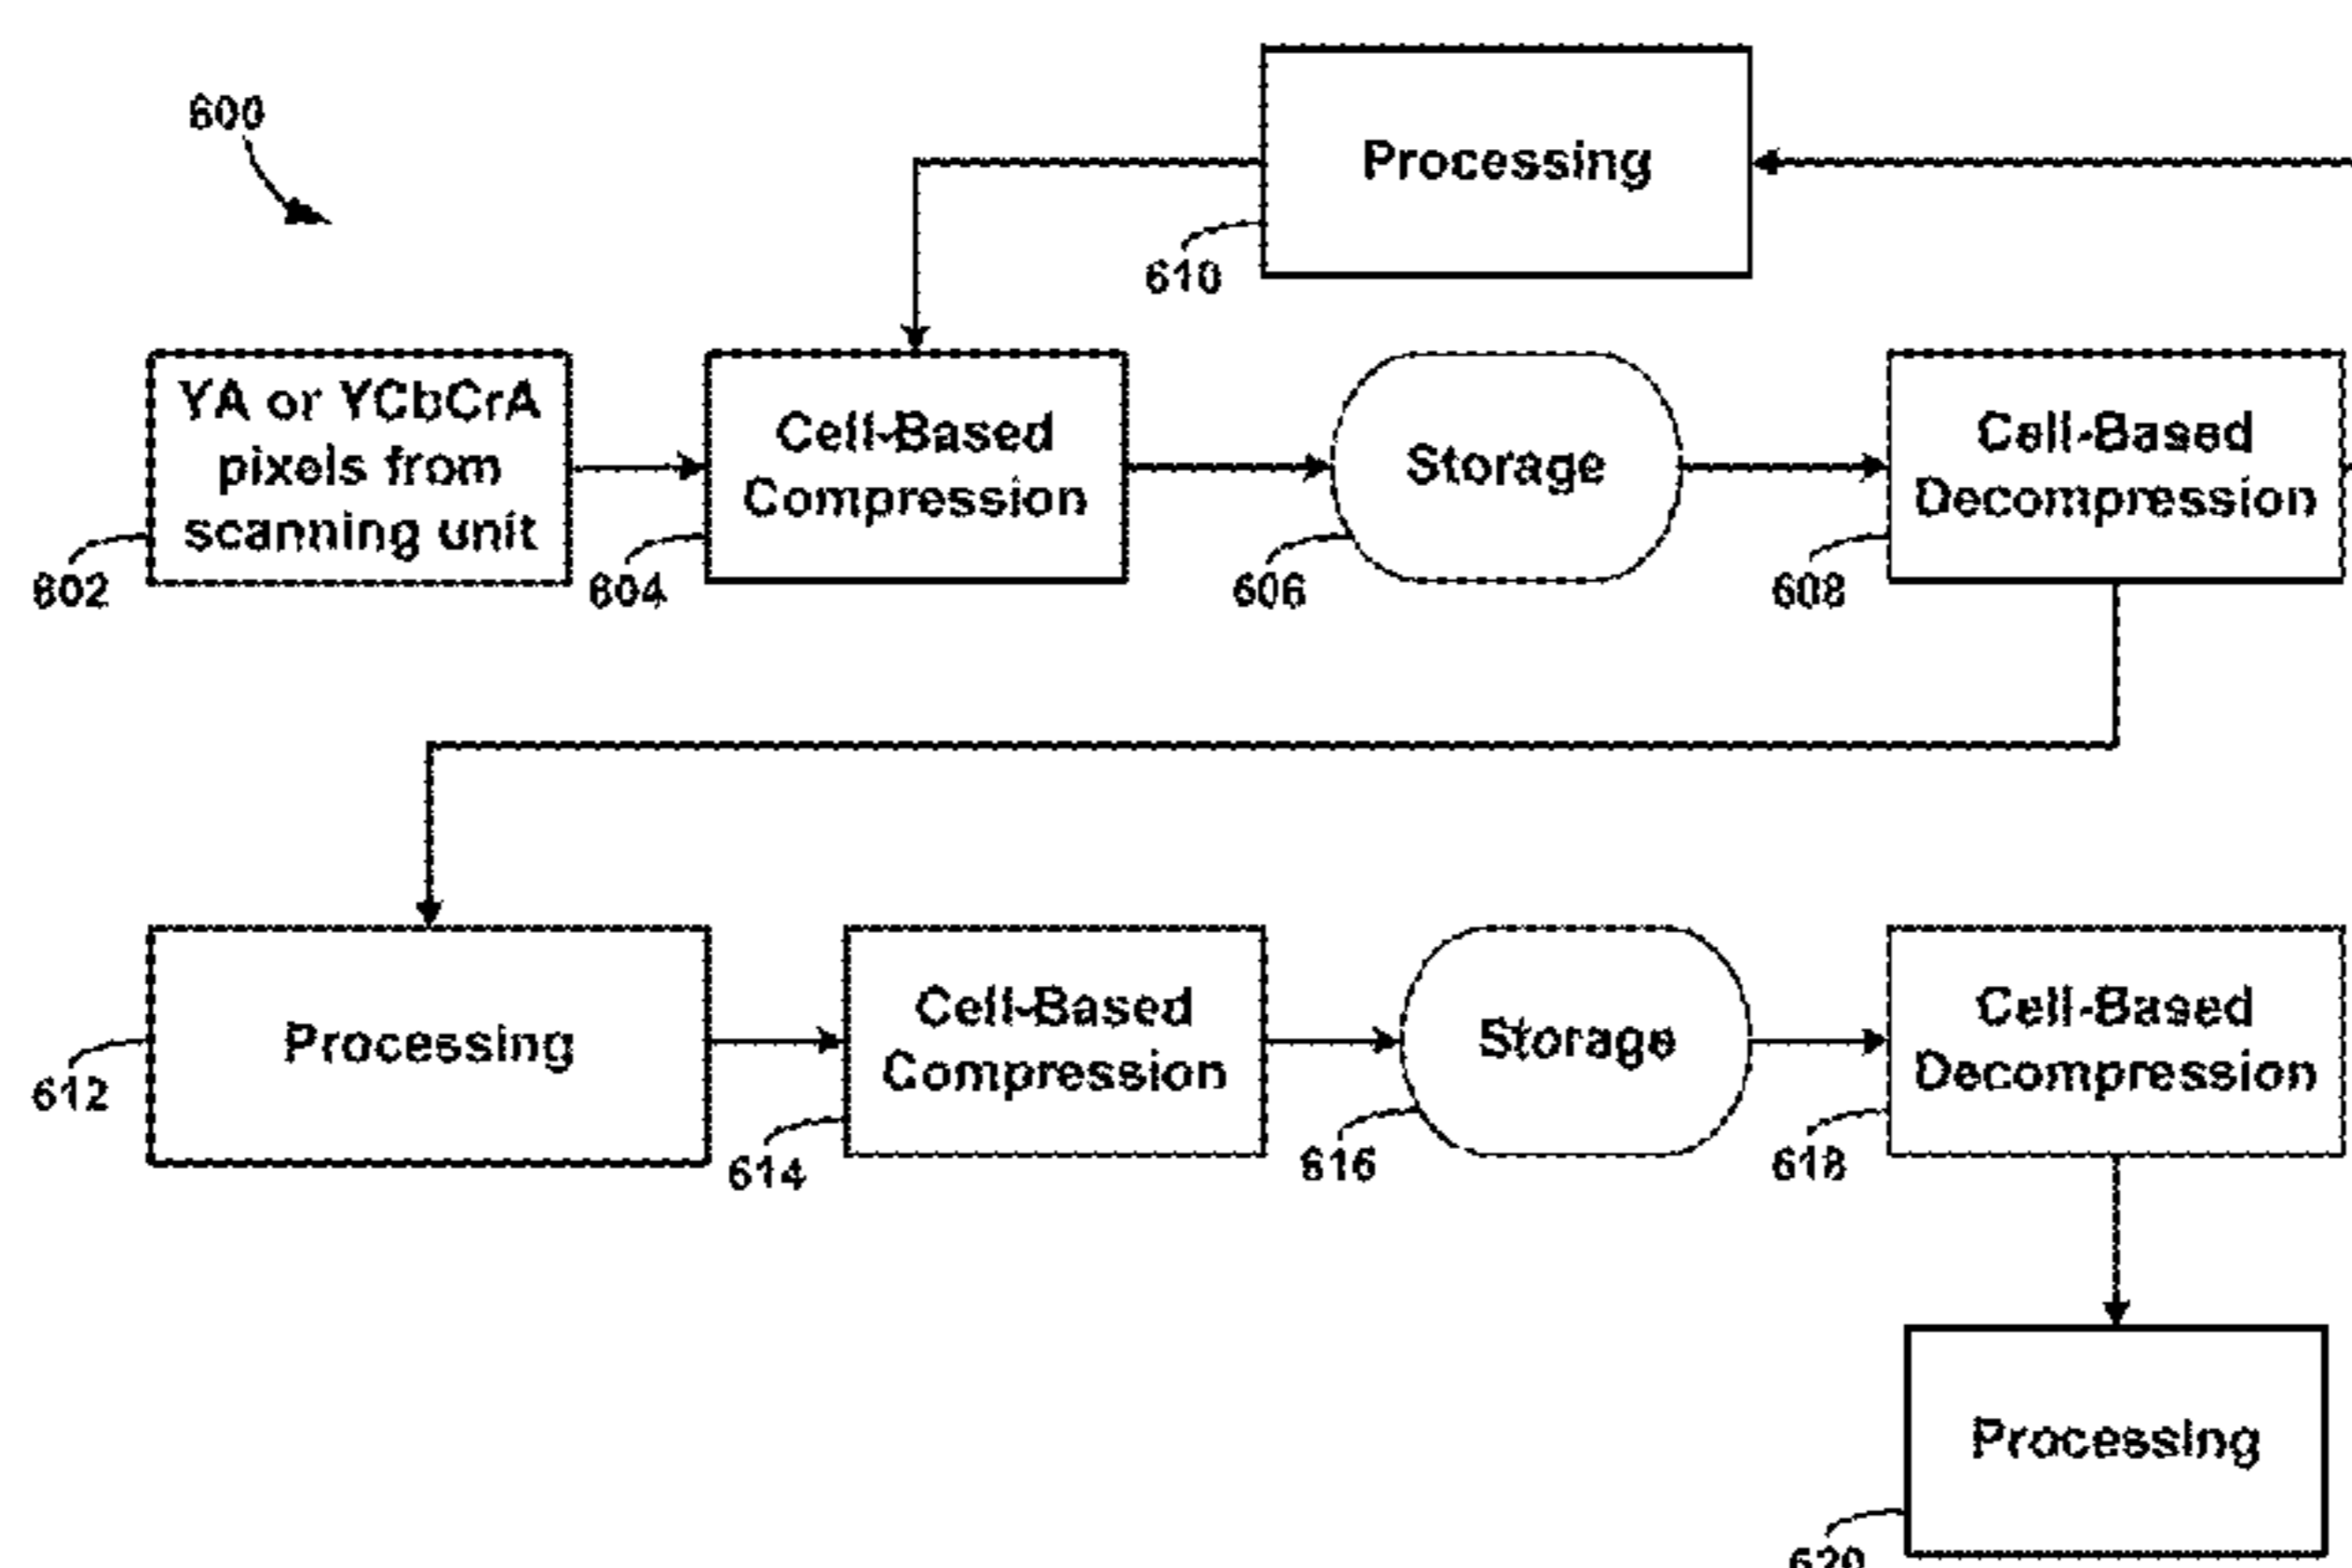 600
Processing
610
YA or YCbCrA
pixels from
scanning unit
602
Cell-Based
Compression
604
Storage
606
Cell-Based
Decompression
608
Processing
612
Cell-Based
Compression
614
Storage
616
Cell-Based
Decompression
618
Processing
620